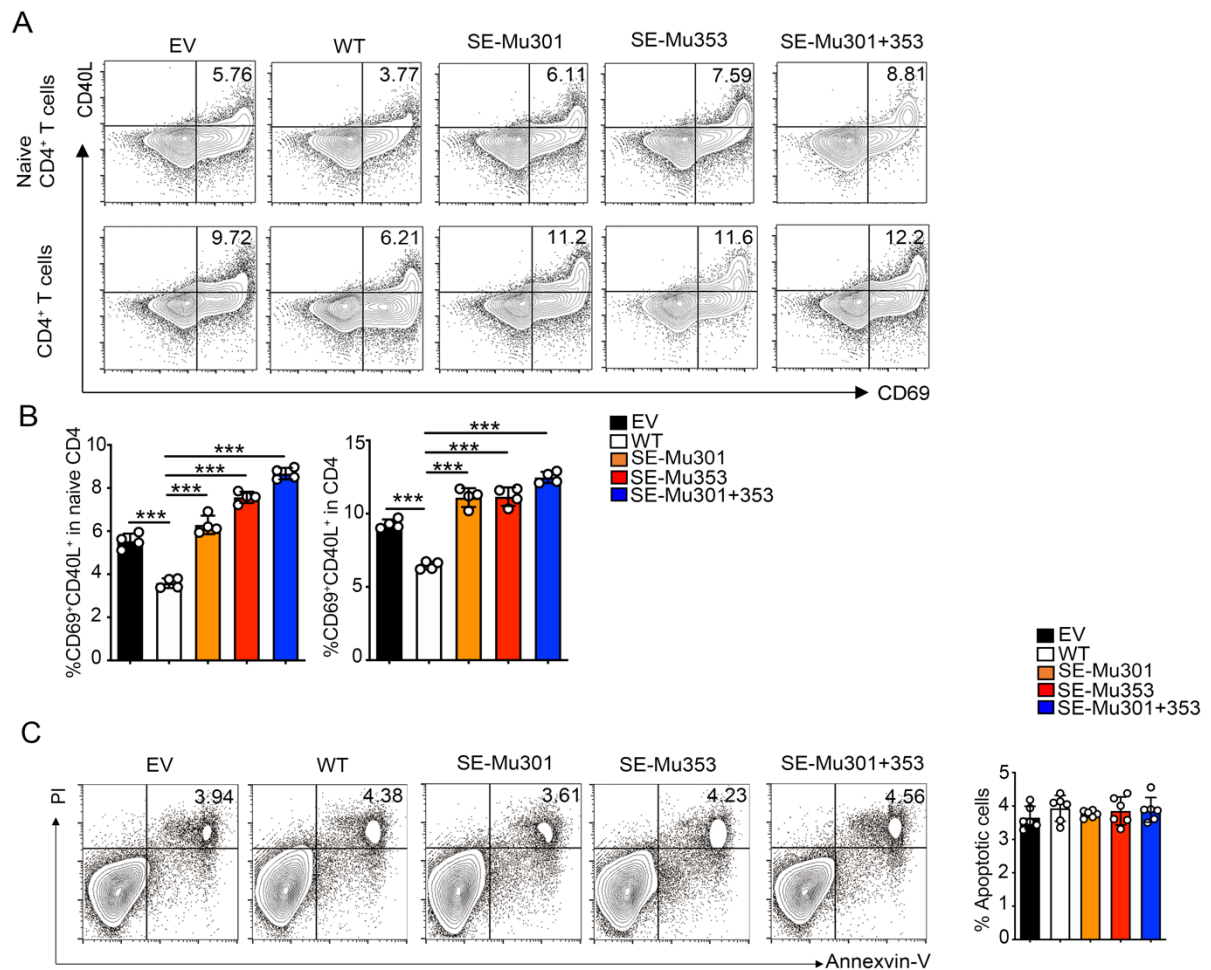 A
EV WT SE-Mu301 SE-Mu353 SE-Mu301+353
CD40L
Naive
CD4+ T cells
5.76 3.77 6.11 7.59 8.81
CD4+ T cells
9.72 6.21 11.2 11.6 12.2
CD69
B
%CD69+CD40L+ in naive CD4
10
8
6
4
2
0
*** *** *** ***
%CD69+CD40L+ in CD4
15
10
5
0
*** *** *** ***
EV
WT
SE-Mu301
SE-Mu353
SE-Mu301+353
EV
WT
SE-Mu301
SE-Mu353
SE-Mu301+353
C
EV WT SE-Mu301 SE-Mu353 SE-Mu301+353
PI
3.94 4.38 3.61 4.23 4.56
Annexvin-V
% Apoptotic cells
5
4
3
2
1
0